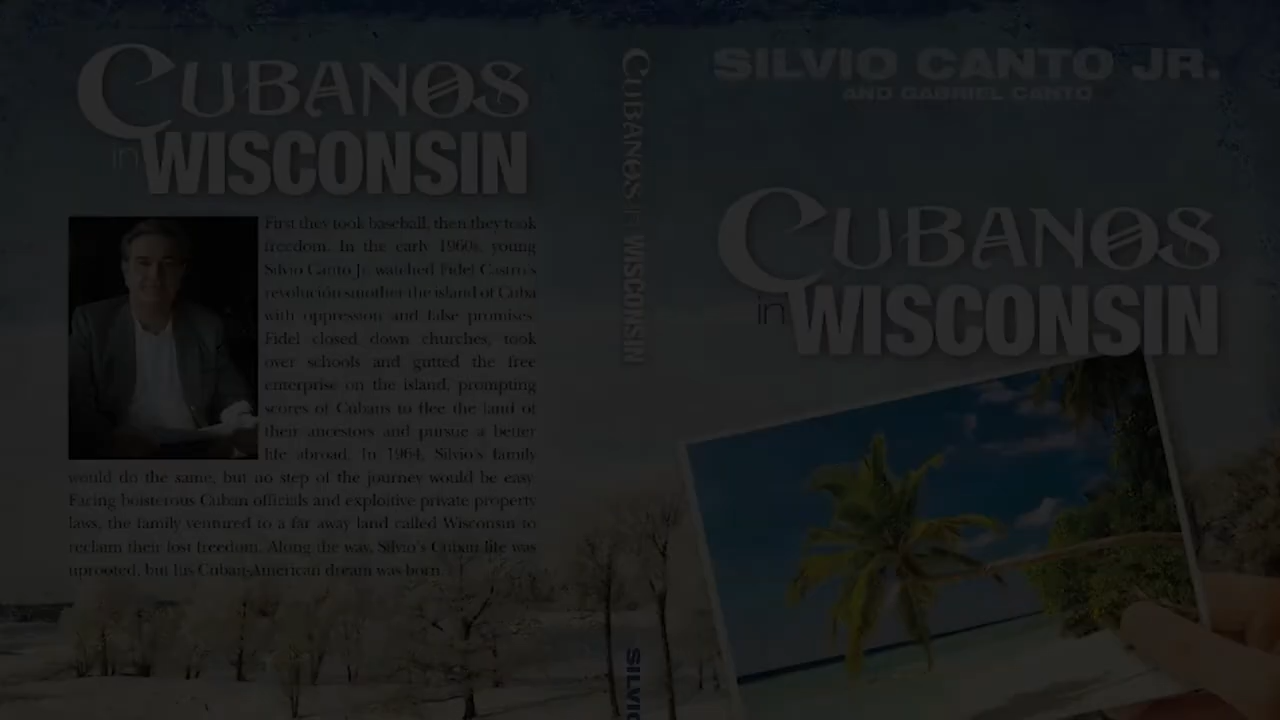 CUBANOS
in WISCONSIN
First they took baseball, then they took
freedom. In the early 1960s, young
Silvio Canto Jr. watched Fidel Castro's
revolución smother the island of Cuba
with oppression and false promises.
Fidel closed down churches, took
over schools and gutted the free
enterprise on the island, prompting
scores of Cubans to flee the land of
their ancestors and pursue a better
life abroad. In 1964, Silvio's family
would do the same, but no step of the journey would be easy.
Facing boisterous Cuban officials and exploitive private property
laws, the family ventured to a far away land called Wisconsin to
reclaim their lost freedom. Along the way, Silvio's Cuban life was
uprooted, but his Cuban-American dream was born.
CUBANOS in WISCONSIN
SILVIO CANTO JR.
AND GABRIEL CANTO
CUBANOS
in WISCONSIN